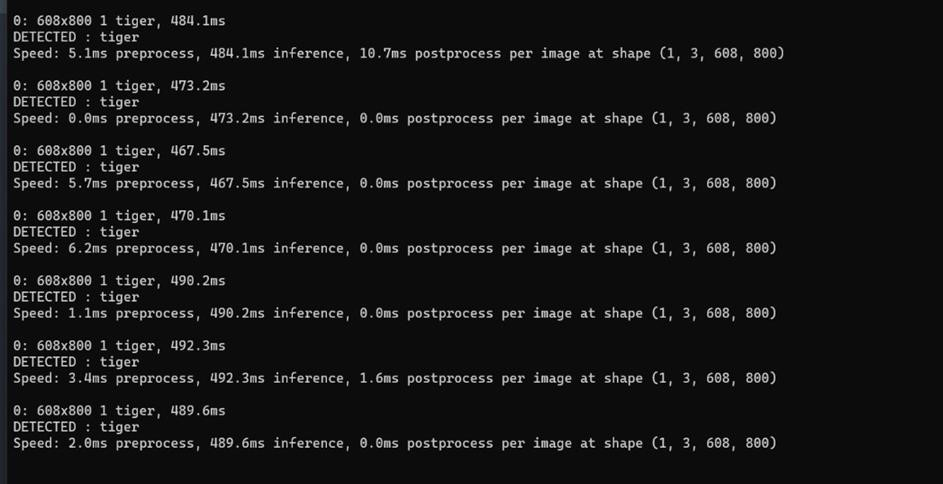 0: 608x800 1 tiger, 484.1ms
DETECTED : tiger
Speed: 5.1ms preprocess, 484.1ms inference, 10.7ms postprocess per image at shape (1, 3, 608, 800)
0: 608x800 1 tiger, 473.2ms
DETECTED : tiger
Speed: 0.0ms preprocess, 473.2ms inference, 0.0ms postprocess per image at shape (1, 3, 608, 800)
0: 608x800 1 tiger, 467.5ms
DETECTED : tiger
Speed: 5.7ms preprocess, 467.5ms inference, 0.0ms postprocess per image at shape (1, 3, 608, 800)
0: 608x800 1 tiger, 470.1ms
DETECTED : tiger
Speed: 6.2ms preprocess, 470.1ms inference, 0.0ms postprocess per image at shape (1, 3, 608, 800)
0: 608x800 1 tiger, 490.2ms
DETECTED : tiger
Speed: 1.1ms preprocess, 490.2ms inference, 0.0ms postprocess per image at shape (1, 3, 608, 800)
0: 608x800 1 tiger, 492.3ms
DETECTED : tiger
Speed: 3.4ms preprocess, 492.3ms inference, 1.6ms postprocess per image at shape (1, 3, 608, 800)
0: 608x800 1 tiger, 489.6ms
DETECTED : tiger
Speed: 2.0ms preprocess, 489.6ms inference, 0.0ms postprocess per image at shape (1, 3, 608, 800)